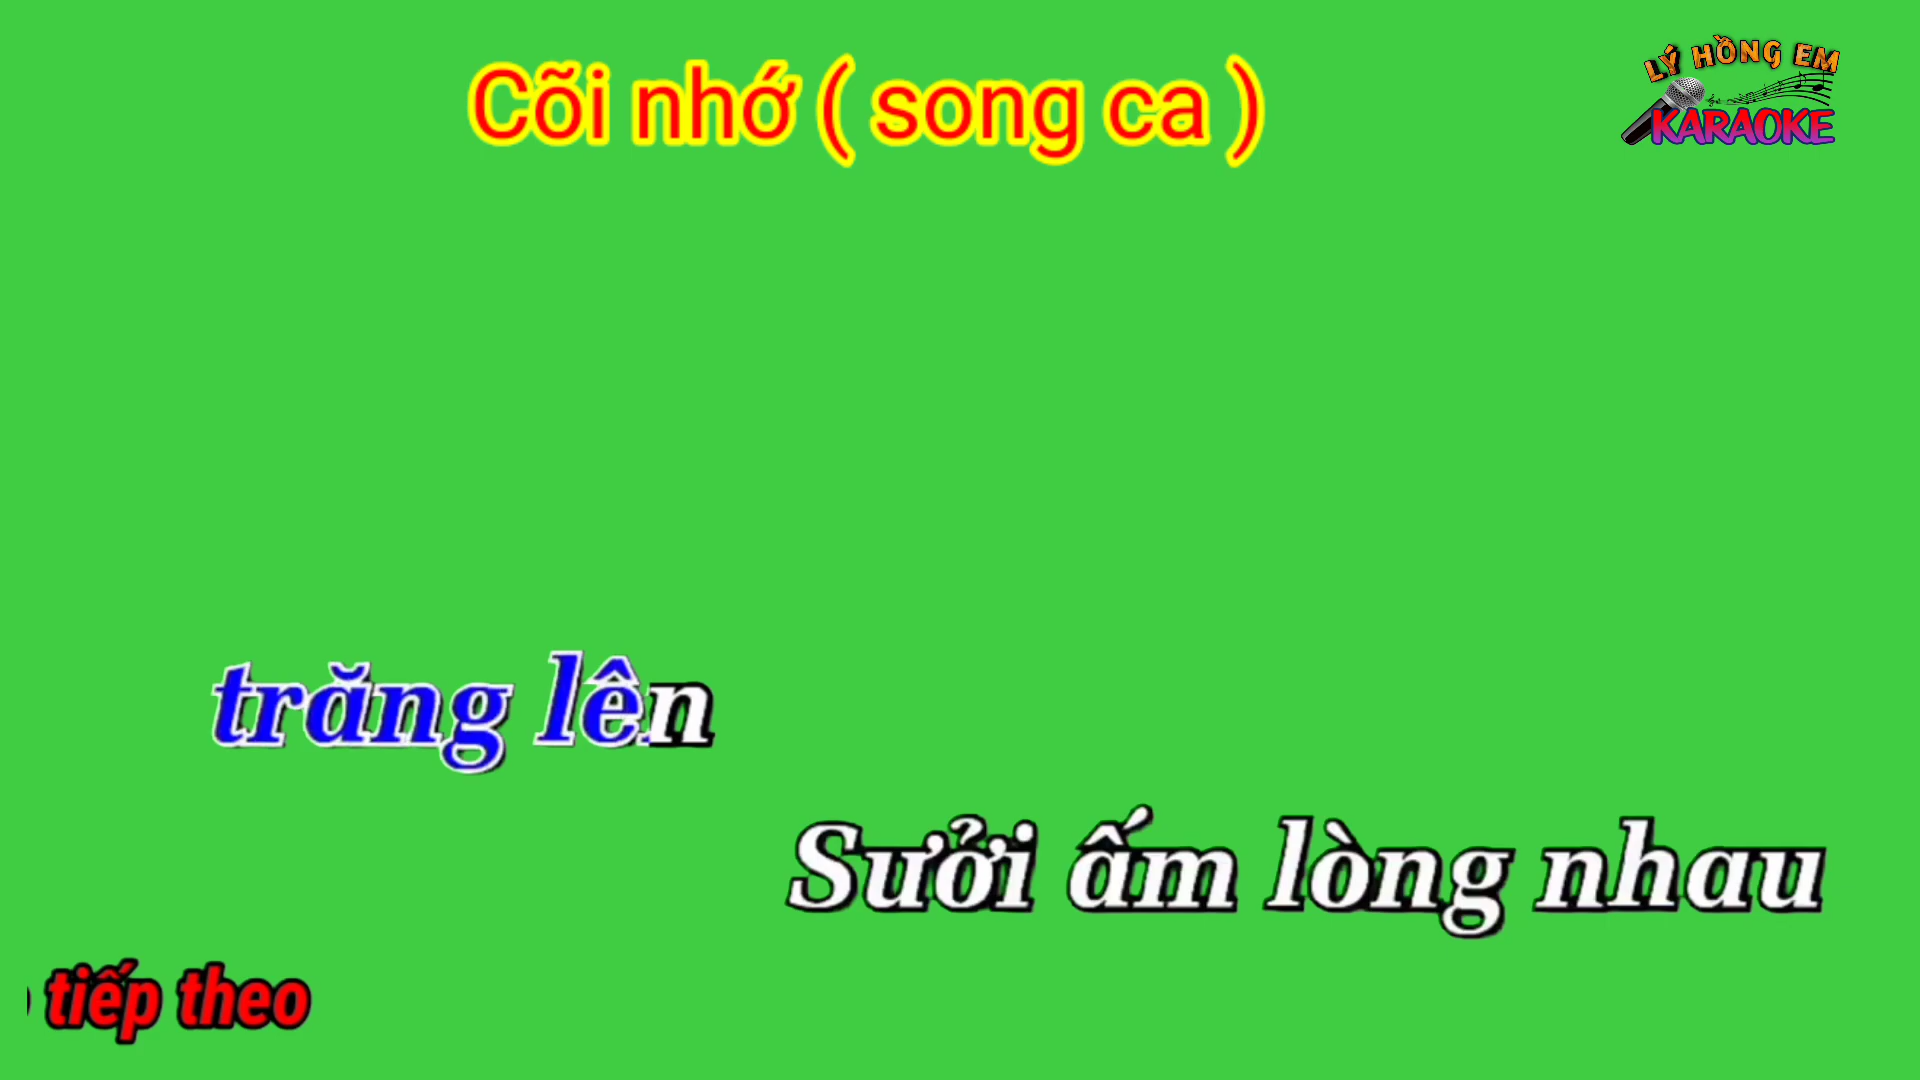 Cõi nhớ ( song ca )
LÝ HỒNG EM
KARAOKE
trăng lên
Sưởi ấm lòng nhau
tiếp theo